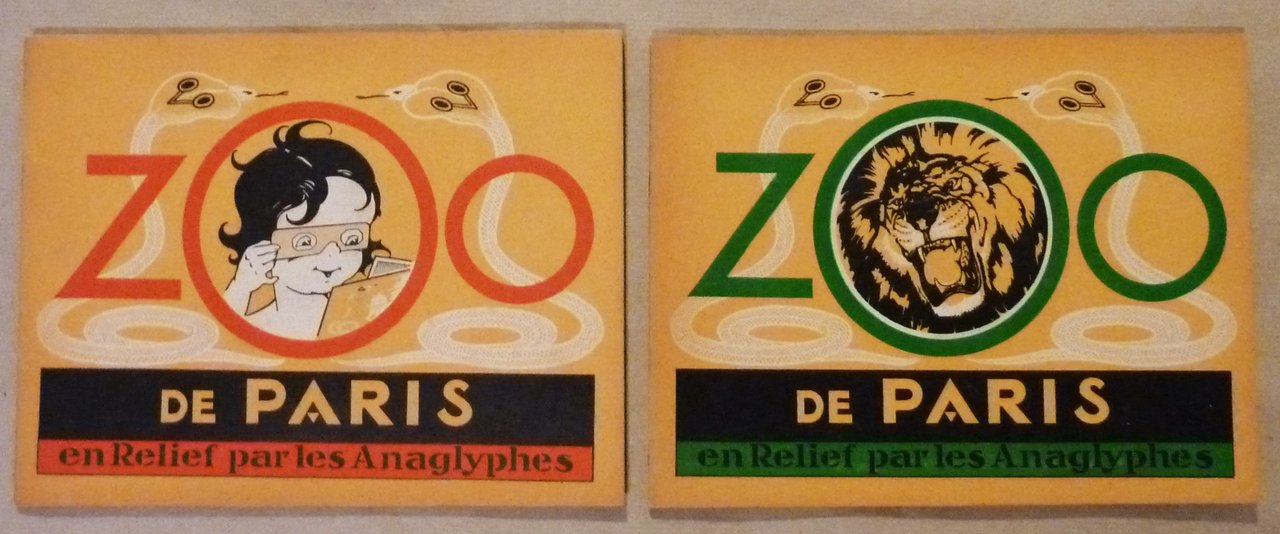 ZOO
DE PARIS
en Relief par les Anaglyphes
ZOO
DE PARIS
en Relief par les Anaglyphes